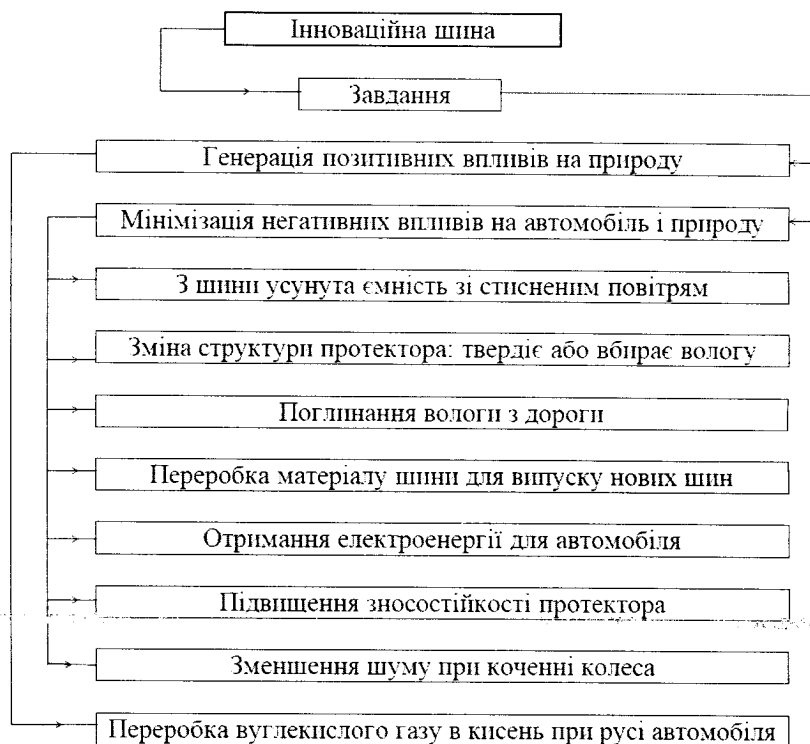 Інноваційна шина
Завдання
Генерація позитивних впливів на природу
Мінімізація негативних впливів на автомобіль і природу
З шини усунута ємність зі стисненим повітрям
Зміна структури протектора: твердіє або вбирає вологу
Поглинання вологи з дороги
Переробка матеріалу шини для випуску нових шин
Отримання електроенергії для автомобіля
Підвищення зносостійкості протектора
Зменшення шуму при коченні колеса
Переробка вуглекислого газу в кисень при русі автомобіля